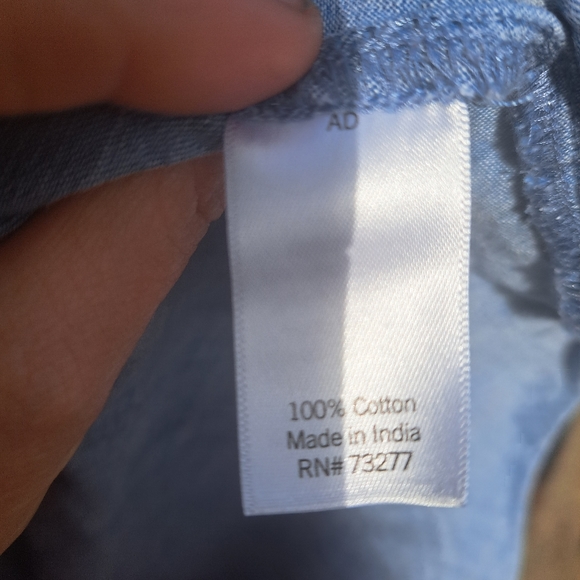 AD
100% Cotton
Made in India
RN# 73277